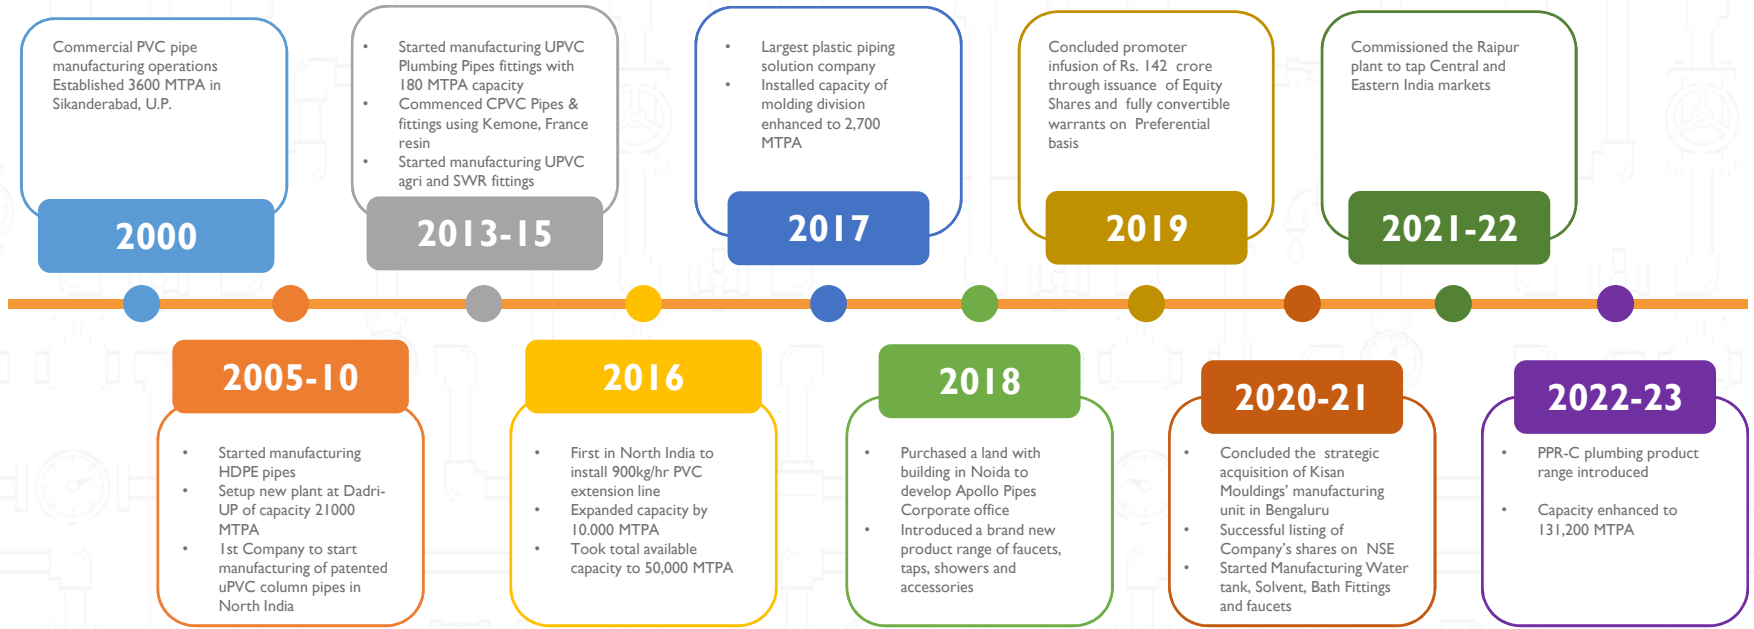 Commercial PVC pipe
manufacturing operations
Established 3600 MTPA in
Sikanderabad, U.P.
2000
• Started manufacturing HDPE pipes
• Setup new plant at Dadri-
UP of capacity 21000
MTPA
• 1st Company to start
manufacturing of patented
uPVC column pipes in
North India
2005-10
• Started manufacturing UPVC
Plumbing Pipes fittings with
180 MTPA capacity
• Commenced CPVC Pipes &
fittings using Kemone, France
resin
• Started manufacturing UPVC
agri and SWR fittings
2013-15
2016
• First in North India to
install 900kg/hr PVC
extension line
• Expanded capacity by
10.000 MTPA
• Took total available
capacity to 50,000 MTPA
• Largest plastic piping
solution company
• Installed capacity of
molding division
enhanced to 2,700
MTPA
2017
2018
• Purchased a land with
building in Noida to
develop Apollo Pipes
Corporate office
• Introduced a brand new
product range of faucets,
taps, showers and
accessories
Concluded promoter
infusion of Rs. 142 crore
through issuance of Equity
Shares and fully convertible
warrants on Preferential
basis
2019
2020-21
• Concluded the strategic
acquisition of Kisan
Mouldings' manufacturing
unit in Bengaluru
• Successful listing of
Company's shares on NSE
• Started Manufacturing Water
tank, Solvent, Bath Fittings
and faucets
Commissioned the Raipur
plant to tap Central and
Eastern India markets
2021-22
2022-23
• PPR-C plumbing product
range introduced
• Capacity enhanced to
131,200 MTPA